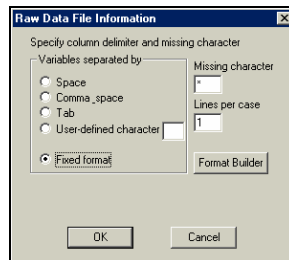 Raw Data File Information
Specify column delimiter and missing character
Variables separated by
Space
Comma_space
Tab
User-defined character
Fixed format
Missing character
*
Lines per case
1
Format Builder
OK
Cancel